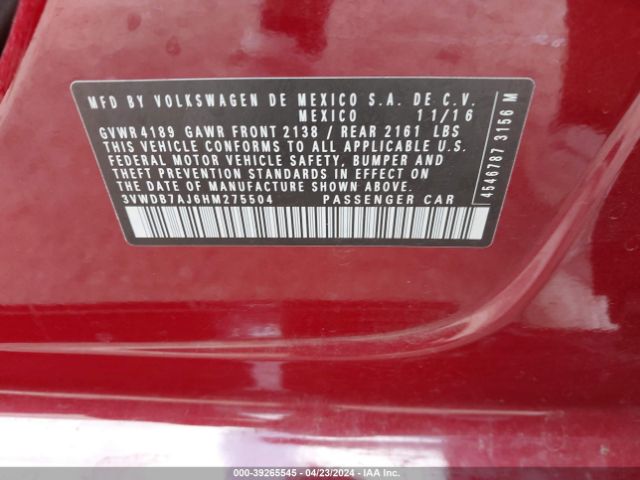 MFD BY VOLKSWAGEN DE MEXICO S.A. DE C.V.
MEXICO 11/16
GVWR 4189 GAWR FRONT 2138 / REAR 2161 LBS
THIS VEHICLE CONFORMS TO ALL APPLICABLE U.S.
FEDERAL MOTOR VEHICLE SAFETY, BUMPER AND
THEFT PREVENTION STANDARDS IN EFFECT ON
THE DATE OF MANUFACTURE SHOWN ABOVE.
3VWDB7AJ6HM275504 PASSENGER CAR
4546787 3156 M
000-39265545 - 04/23/2024 - IAA Inc.